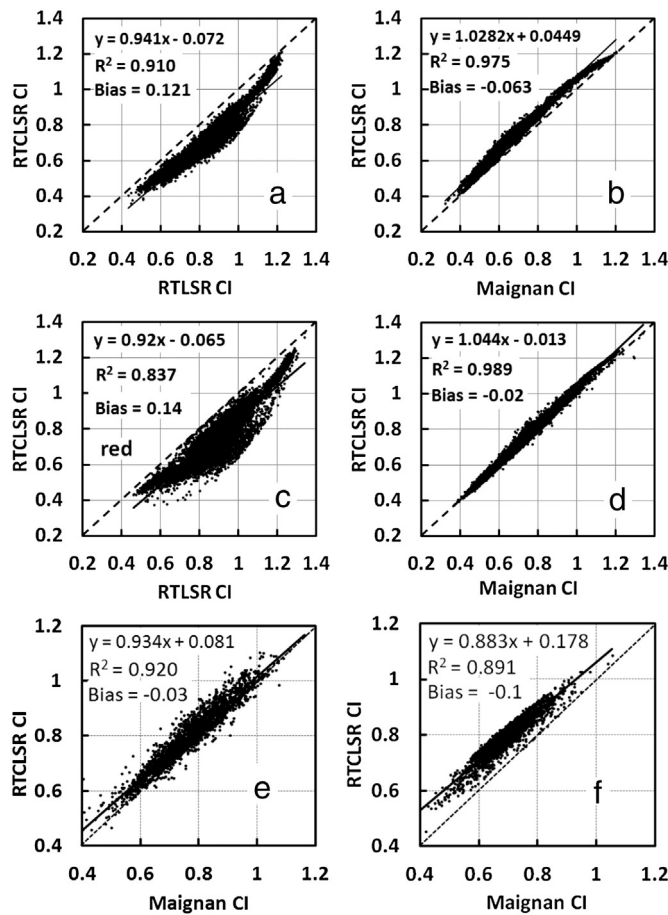 1.4
1.2
1
0.8
0.6
0.4
0.2
RTCLSR CI
y = 0.941x - 0.072
R² = 0.910
Bias = 0.121
a
0.2 0.4 0.6 0.8 1 1.2 1.4
RTLSR CI
1.4
1.2
1
0.8
0.6
0.4
0.2
RTCLSR CI
y = 1.0282x + 0.0449
R² = 0.975
Bias = -0.063
b
0.2 0.4 0.6 0.8 1 1.2 1.4
Maignan CI
1.4
1.2
1
0.8
0.6
0.4
0.2
RTCLSR CI
y = 0.92x - 0.065
R² = 0.837
Bias = 0.14
red
c
0.2 0.4 0.6 0.8 1 1.2 1.4
RTLSR CI
1.4
1.2
1
0.8
0.6
0.4
0.2
RTCLSR CI
y = 1.044x - 0.013
R² = 0.989
Bias = -0.02
d
0.2 0.4 0.6 0.8 1 1.2 1.4
Maignan CI
1.2
1
0.8
0.6
0.4
RTCLSR CI
y = 0.934x + 0.081
R² = 0.920
Bias = -0.03
e
0.4 0.6 0.8 1 1.2
Maignan CI
1.2
1
0.8
0.6
0.4
RTCLSR CI
y = 0.883x + 0.178
R² = 0.891
Bias = -0.1
f
0.4 0.6 0.8 1 1.2
Maignan CI